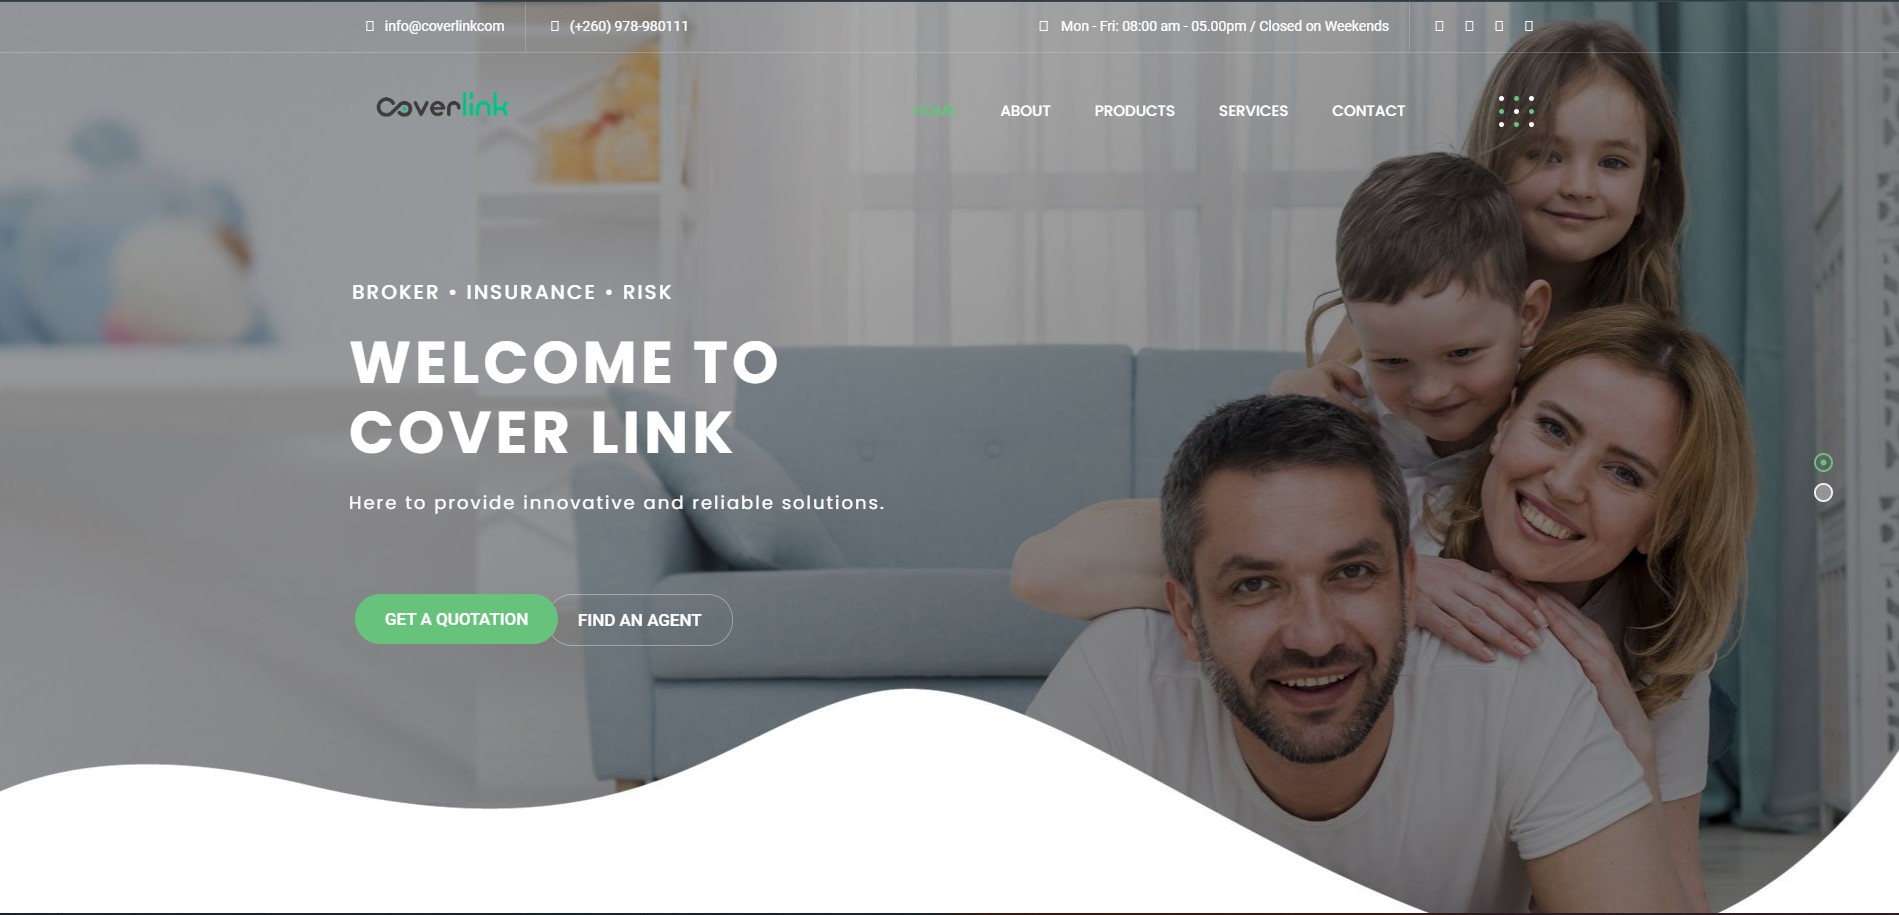 info@coverlinkcom
(+260) 978-980111
Mon - Fri: 08:00 am - 05.00pm / Closed on Weekends
coverlink
HOME
ABOUT
PRODUCTS
SERVICES
CONTACT
BROKER • INSURANCE • RISK
WELCOME TO
COVER LINK
Here to provide innovative and reliable solutions.
GET A QUOTATION
FIND AN AGENT